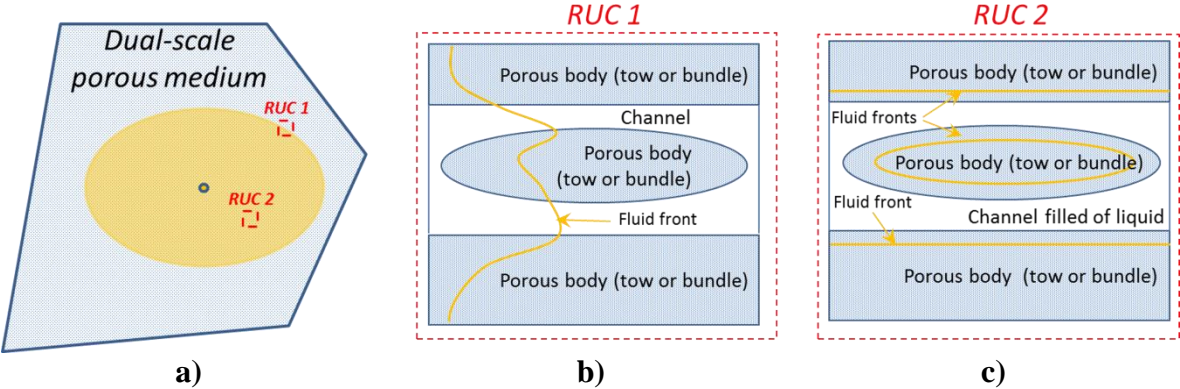 Dual-scale
porous medium
RUC 1
RUC 2
a)
RUC 1
Porous body (tow or bundle)
Channel
Porous body
(tow or bundle)
Fluid front
Porous body (tow or bundle)
b)
RUC 2
Porous body (tow or bundle)
Fluid fronts
Porous body (tow or bundle)
Fluid front
Channel filled of liquid
Porous body (tow or bundle)
c)